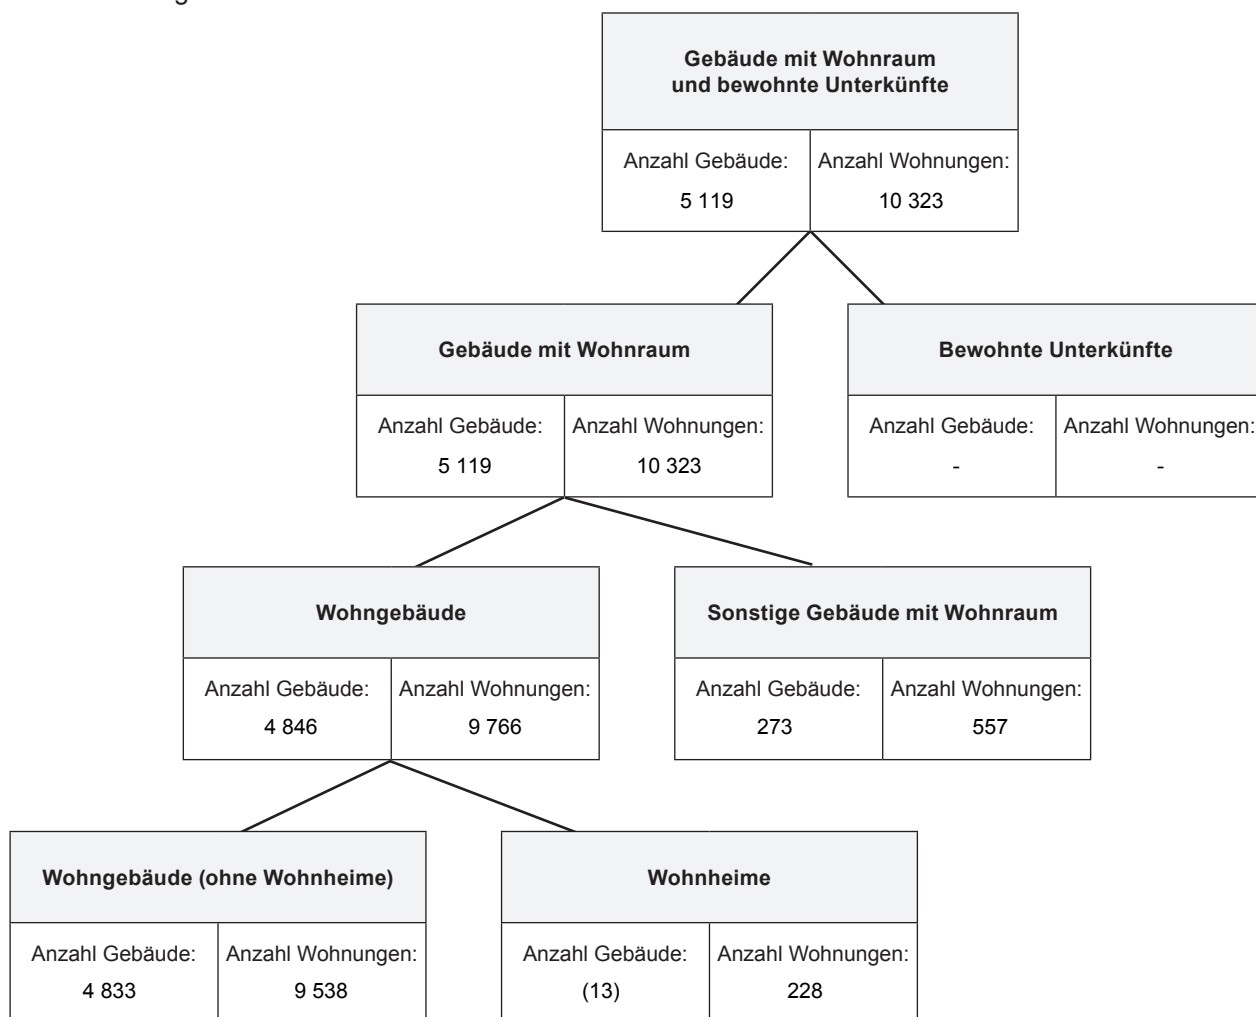 Gebäude mit Wohnraum
und bewohnte Unterkünfte
Anzahl Gebäude: Anzahl Wohnungen:
5 119 10 323
Gebäude mit Wohnraum
Anzahl Gebäude: Anzahl Wohnungen:
5 119 10 323
Bewohnte Unterkünfte
Anzahl Gebäude: Anzahl Wohnungen:
- -
Wohngebäude
Anzahl Gebäude: Anzahl Wohnungen:
4 846 9 766
Sonstige Gebäude mit Wohnraum
Anzahl Gebäude: Anzahl Wohnungen:
273 557
Wohngebäude (ohne Wohnheime)
Anzahl Gebäude: Anzahl Wohnungen:
4 833 9 538
Wohnheime
Anzahl Gebäude: Anzahl Wohnungen:
(13) 228